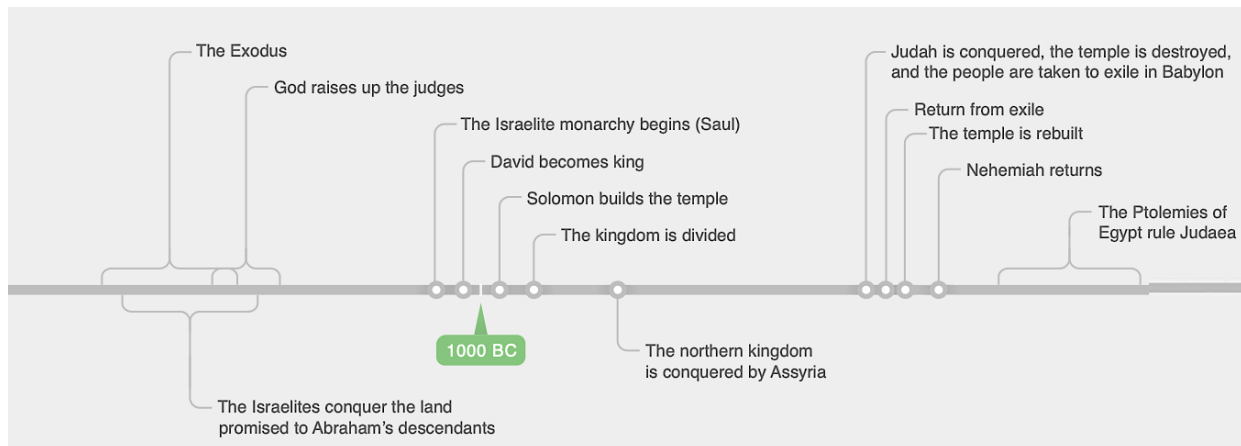 The Exodus
God raises up the judges
The Israelite monarchy begins (Saul)
David becomes king
Solomon builds the temple
The kingdom is divided
Judah is conquered, the temple is destroyed,
and the people are taken to exile in Babylon
Return from exile
The temple is rebuilt
Nehemiah returns
The Ptolemies of
Egypt rule Judaea
1000 BC
The northern kingdom
is conquered by Assyria
The Israelites conquer the land
promised to Abraham’s descendants